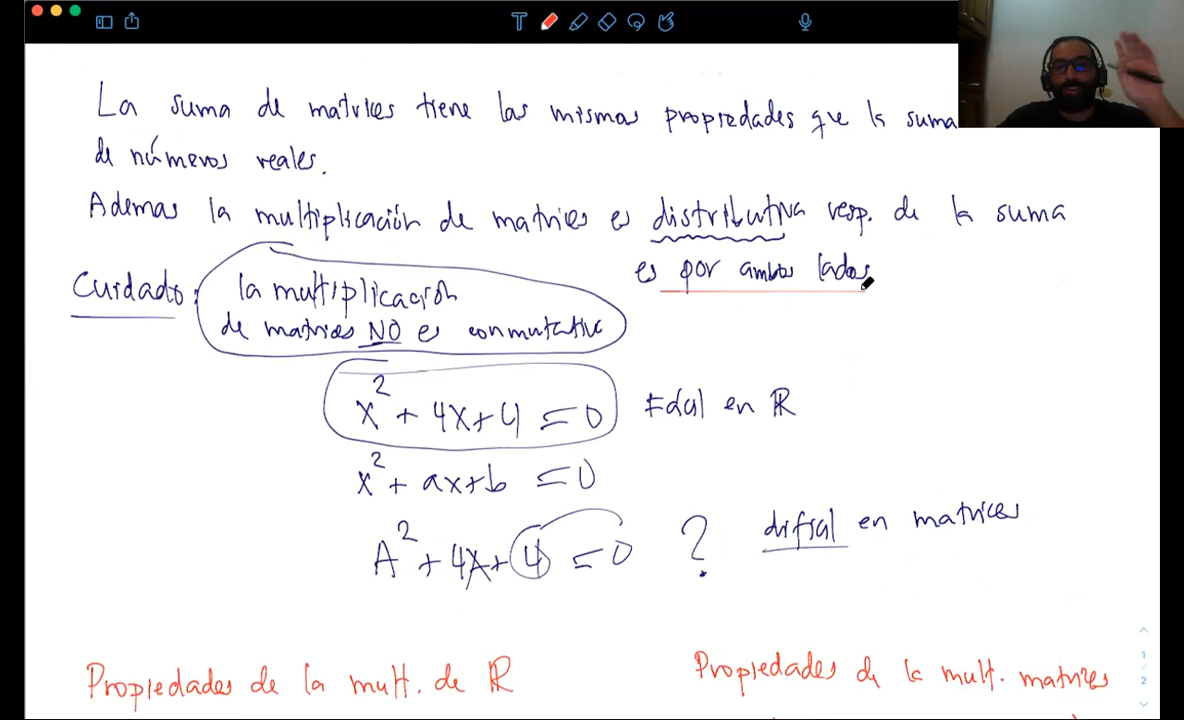 La suma de matrices tiene las mismas propiedades que la suma
de números reales.
Ademas la multiplicación de matrices es distributiva resp. de la suma
es por ambos lados
Cuidado: la multiplicación
de matrices NO es conmutativa
x² + 4x + 4 = 0 Fácil en ℝ
x² + ax + b = 0
A² + 4A + 4 = 0 ? difícil en matrices
Propiedades de la mult. de ℝ
Propiedades de la mult. matrices
1
/
2